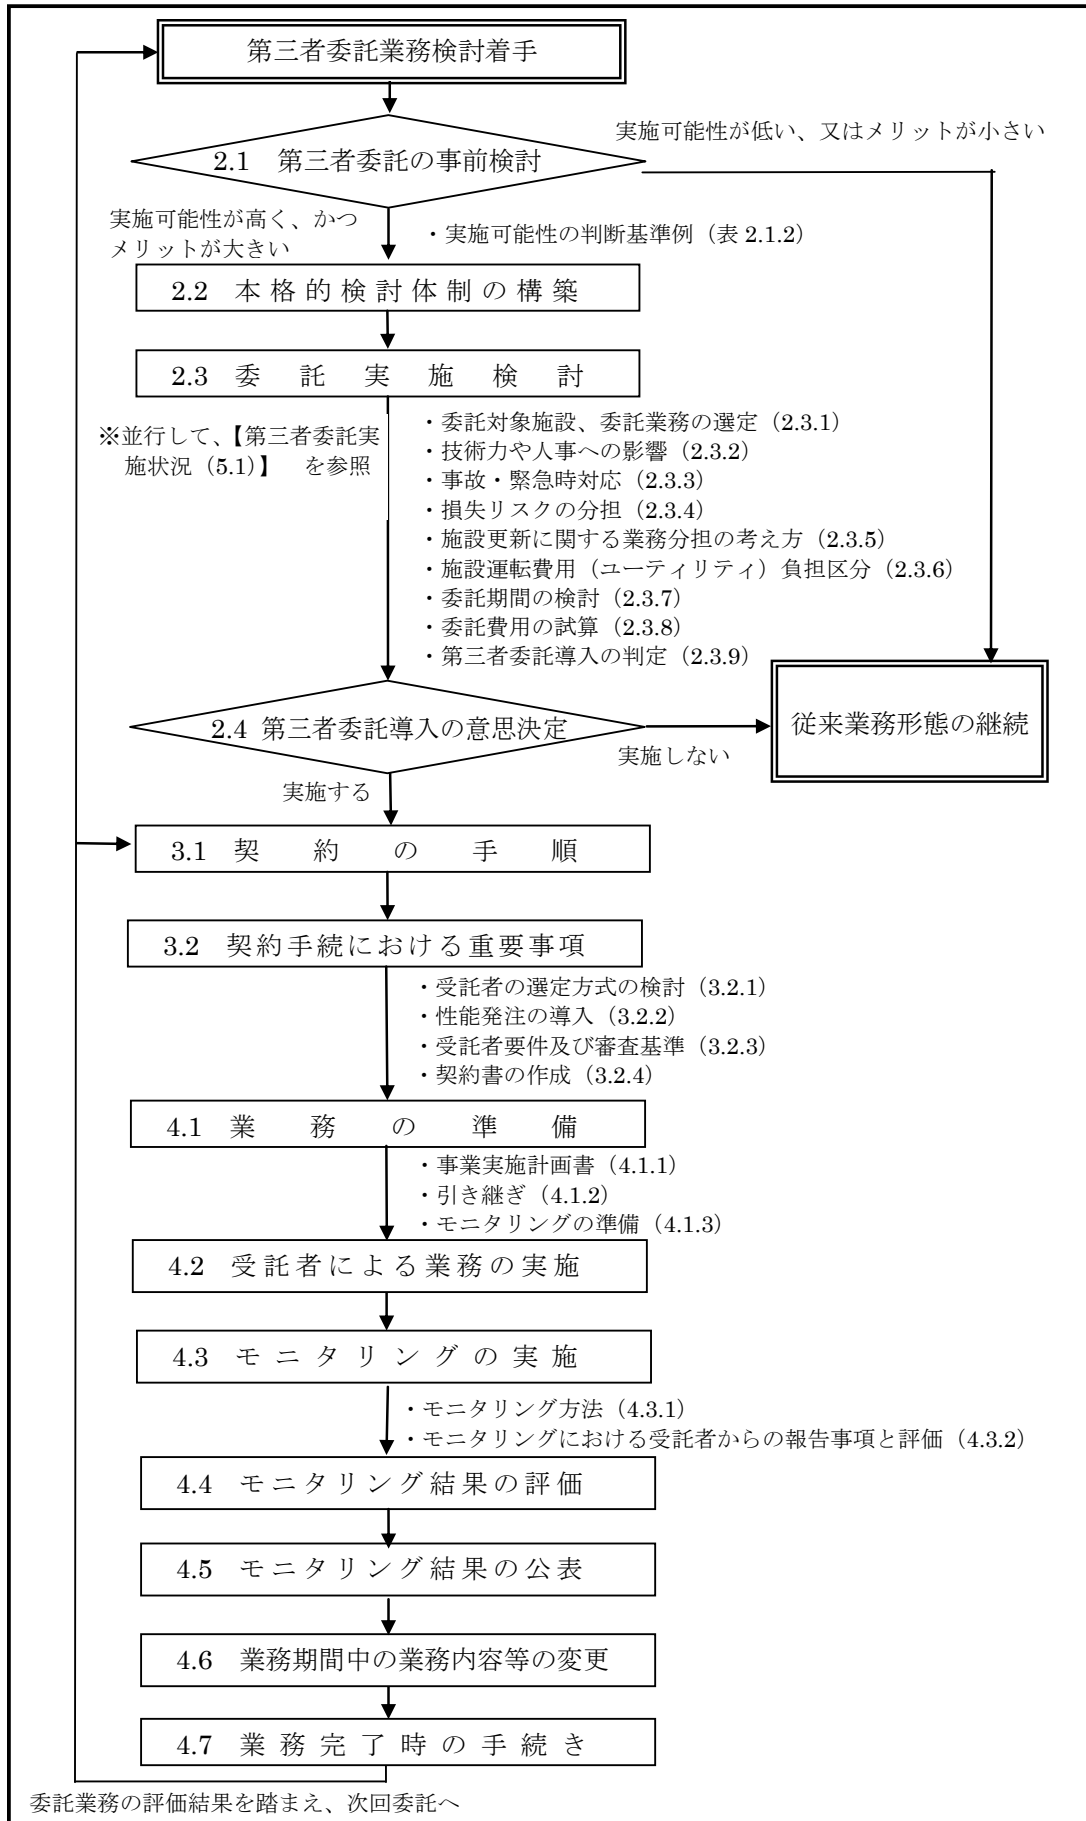 第三者委託業務検討着手
実施可能性が低い、又はメリットが小さい
2.1 第三者委託の事前検討
実施可能性が高く、かつ
メリットが大きい
・実施可能性の判断基準例（表 2.1.2）
2.2 本格的検討体制の構築
2.3 委託実施検討
※並行して、【第三者委託実
施状況（5.1）】 を参照
・委託対象施設、委託業務の選定（2.3.1）
・技術力や人事への影響（2.3.2）
・事故・緊急時対応（2.3.3）
・損失リスクの分担（2.3.4）
・施設更新に関する業務分担の考え方（2.3.5）
・施設運転費用（ユーティリティ）負担区分（2.3.6）
・委託期間の検討（2.3.7）
・委託費用の試算（2.3.8）
・第三者委託導入の判定（2.3.9）
2.4 第三者委託導入の意思決定
従来業務形態の継続
実施しない
実施する
3.1 契約の手順
3.2 契約手続における重要事項
・受託者の選定方式の検討（3.2.1）
・性能発注の導入（3.2.2）
・受託者要件及び審査基準（3.2.3）
・契約書の作成（3.2.4）
4.1 業務の準備
・事業実施計画書（4.1.1）
・引き継ぎ（4.1.2）
・モニタリングの準備（4.1.3）
4.2 受託者による業務の実施
4.3 モニタリングの実施
・モニタリング方法（4.3.1）
・モニタリングにおける受託者からの報告事項と評価（4.3.2）
4.4 モニタリング結果の評価
4.5 モニタリング結果の公表
4.6 業務期間中の業務内容等の変更
4.7 業務完了時の手続き
委託業務の評価結果を踏まえ、次回委託へ